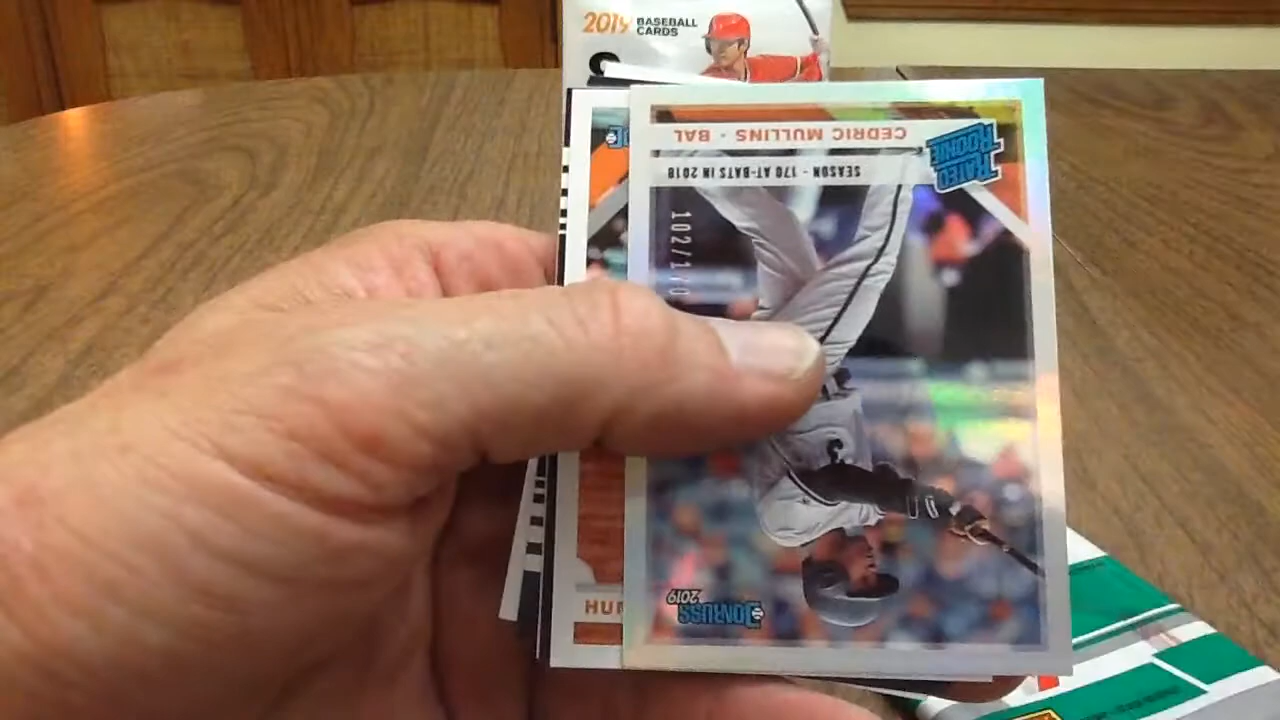 2019 BASEBALL
CARDS
CEDRIC MULLINS • BAL
RATED
ROOKIE
SEASON - 170 AT-BATS IN 2018
102/170
DONRUSS
2019